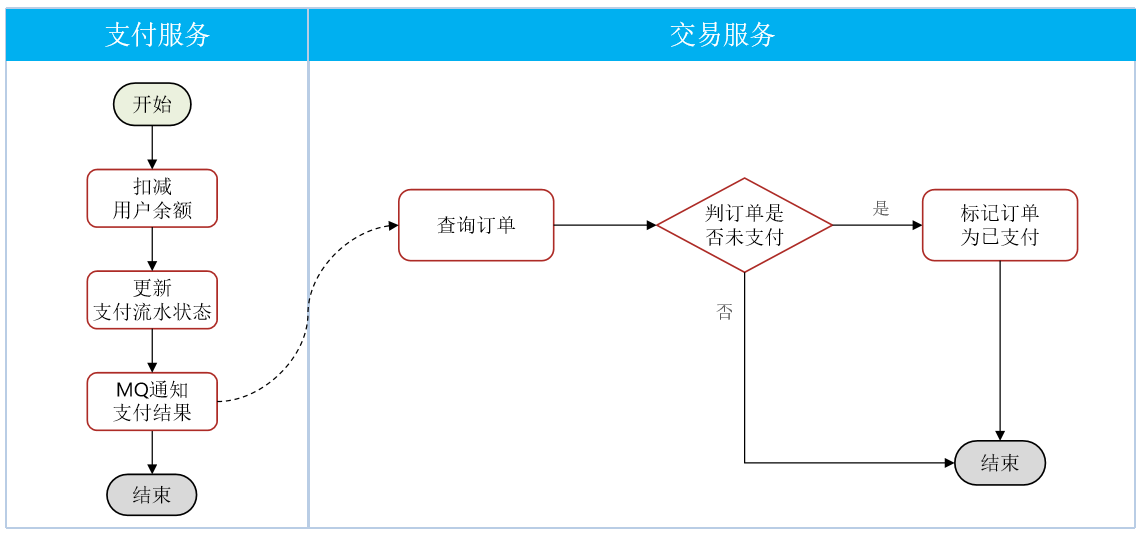 支付服务
交易服务
开始
扣减
用户余额
更新
支付流水状态
MQ通知
支付结果
结束
查询订单
判订单是
否未支付
是
否
标记订单
为已支付
结束